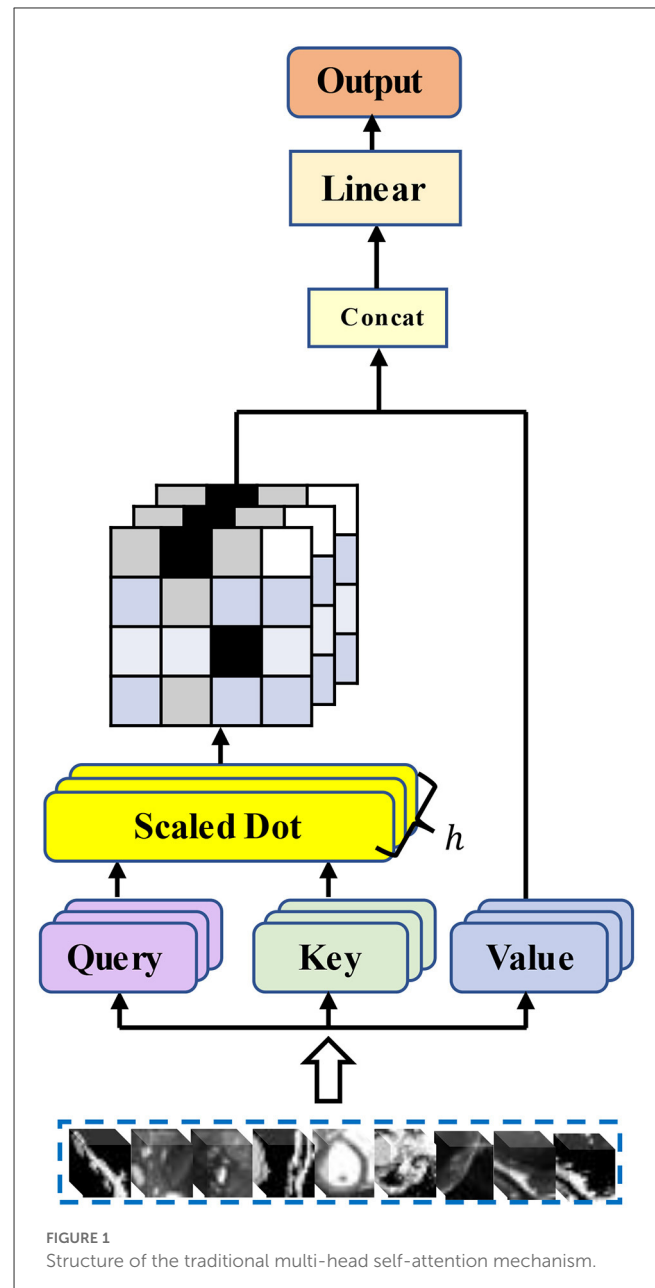 Output
Linear
Concat
Scaled Dot
h
Query Key Value
FIGURE 1
Structure of the traditional multi-head self-attention mechanism.